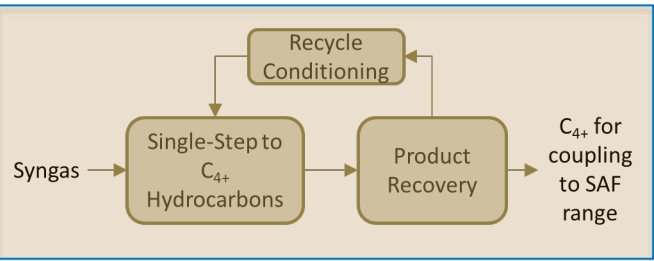 Recycle
Conditioning
Syngas
Single-Step to
C₄₊
Hydrocarbons
Product
Recovery
C₄₊ for
coupling
to SAF
range